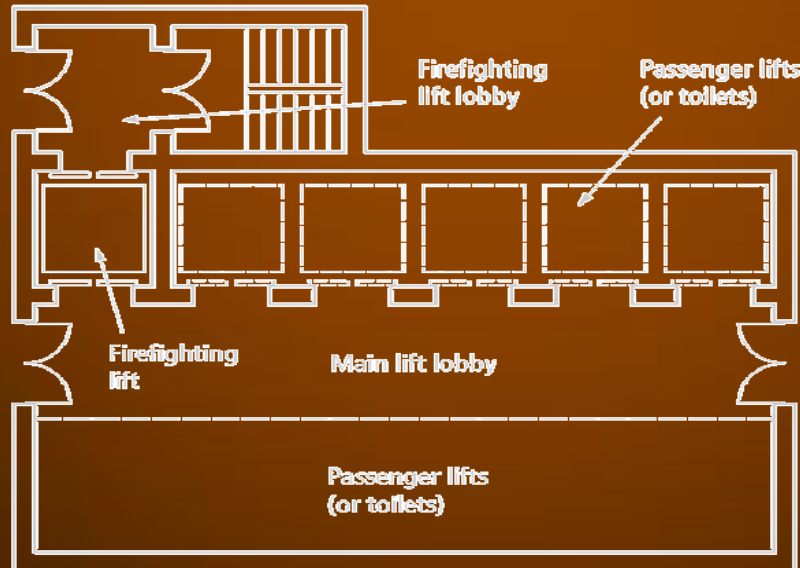 Firefighting
lift lobby
Passenger lifts
(or toilets)
Firefighting
lift
Main lift lobby
Passenger lifts
(or toilets)